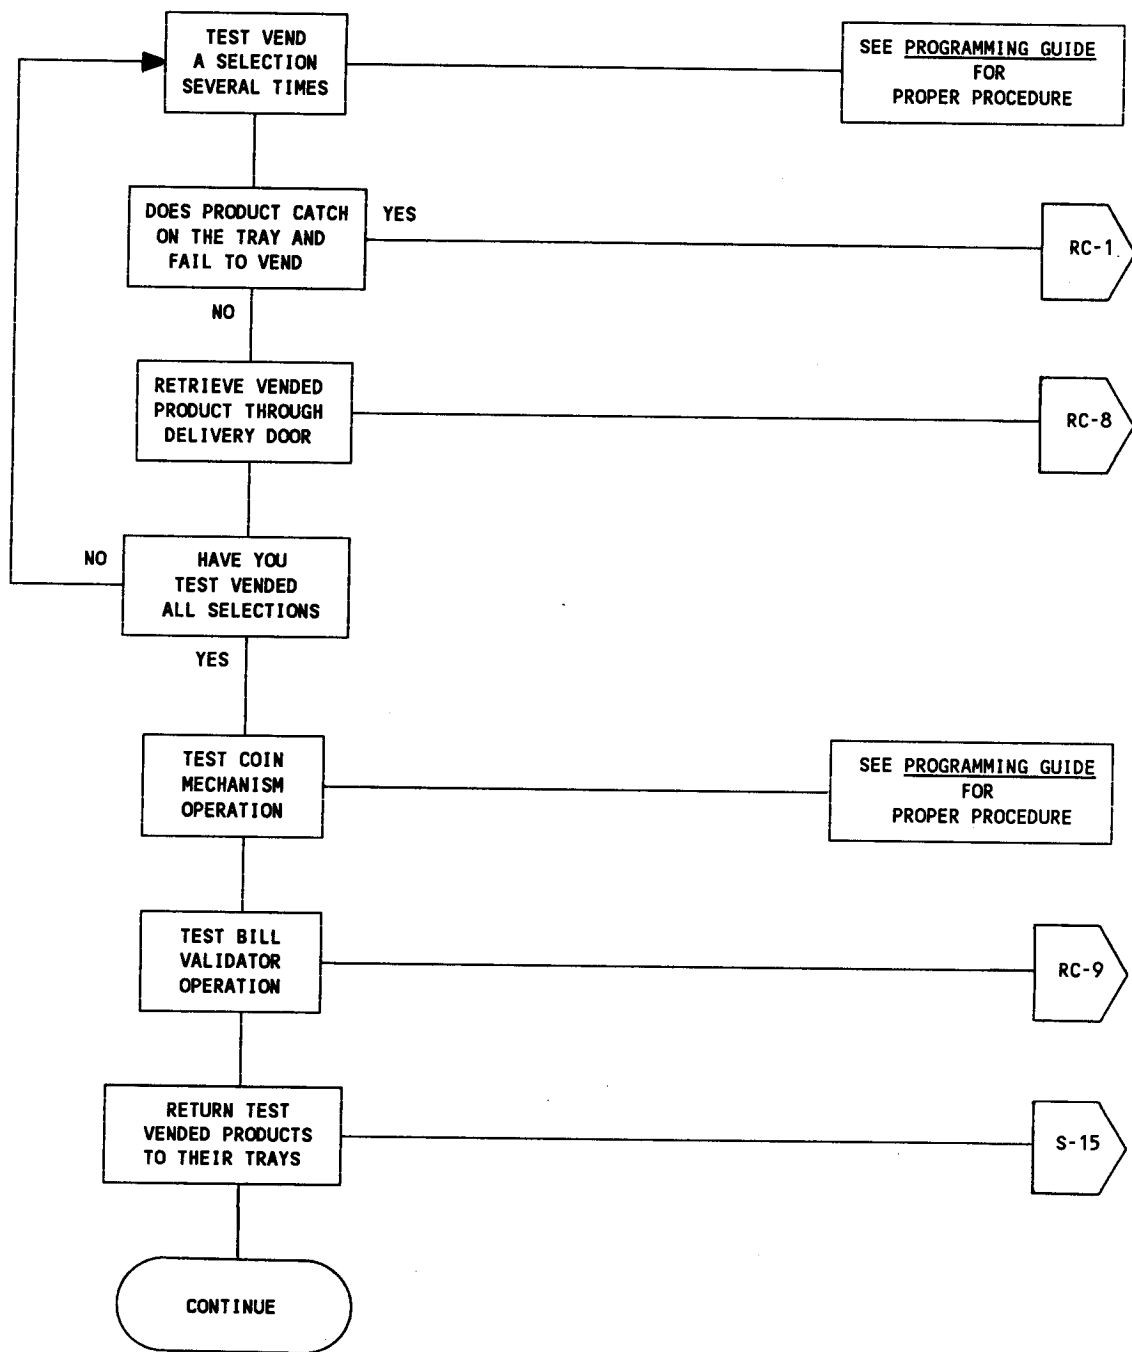 TEST VEND
A SELECTION
SEVERAL TIMES
SEE PROGRAMMING GUIDE
FOR
PROPER PROCEDURE
DOES PRODUCT CATCH
ON THE TRAY AND
FAIL TO VEND
YES
RC-1
NO
RETRIEVE VENDED
PRODUCT THROUGH
DELIVERY DOOR
RC-8
NO
HAVE YOU
TEST VENDED
ALL SELECTIONS
YES
TEST COIN
MECHANISM
OPERATION
SEE PROGRAMMING GUIDE
FOR
PROPER PROCEDURE
TEST BILL
VALIDATOR
OPERATION
RC-9
RETURN TEST
VENDED PRODUCTS
TO THEIR TRAYS
S-15
CONTINUE